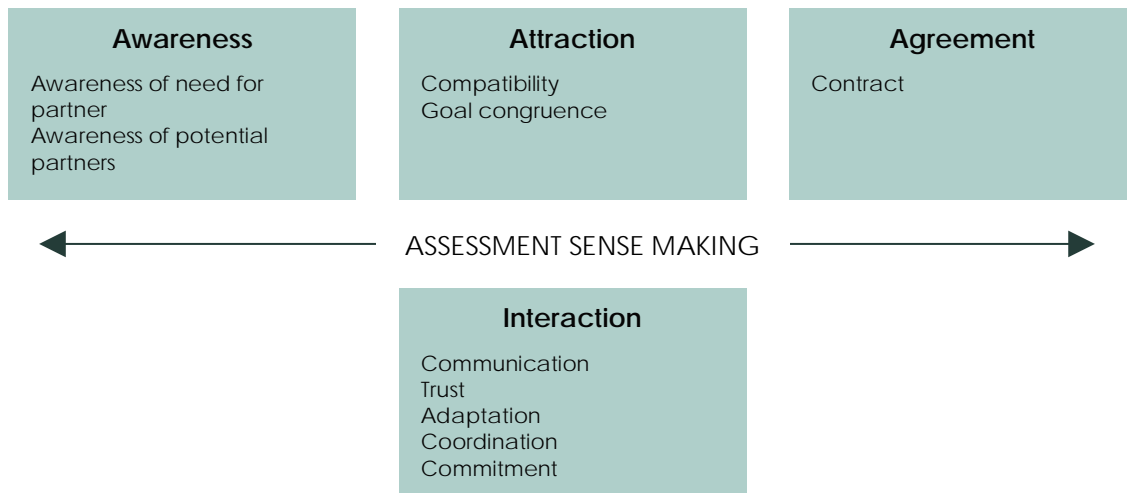 Awareness
Awareness of need for
partner
Awareness of potential
partners
Attraction
Compatibility
Goal congruence
Agreement
Contract
ASSESSMENT SENSE MAKING
Interaction
Communication
Trust
Adaptation
Coordination
Commitment